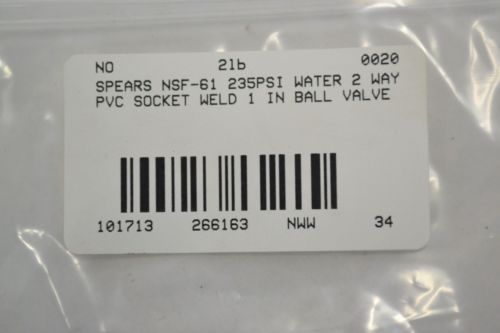 NO 21b 0020
SPEARS NSF-61 235PSI WATER 2 WAY
PVC SOCKET WELD 1 IN BALL VALVE
101713 266163 NWW 34